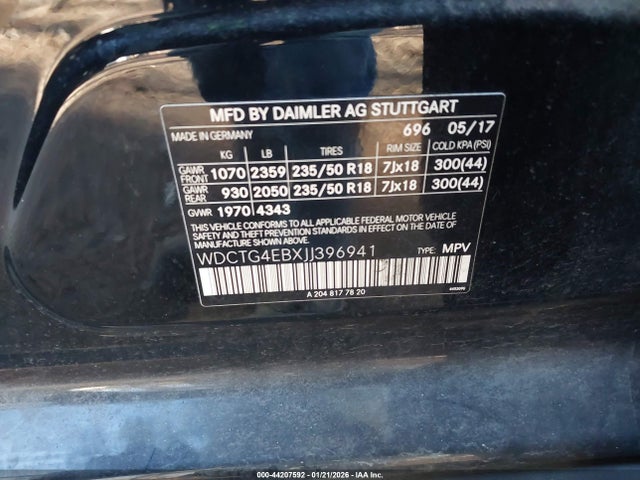 MFD BY DAIMLER AG STUTTGART
MADE IN GERMANY 696 05/17
KG LB TIRES RIM SIZE COLD KPA (PSI)
GAWR FRONT 1070 2359 235/50 R18 7Jx18 300(44)
GAWR REAR 930 2050 235/50 R18 7Jx18 300(44)
GVWR 1970 4343
THIS VEHICLE CONFORMS TO ALL APPLICABLE FEDERAL MOTOR VEHICLE
SAFETY AND THEFT PREVENTION STANDARDS IN EFFECT ON THE DATE OF
MANUFACTURE SHOWN ABOVE.
WDCTG4EBXJJ396941 TYPE: MPV
A 204 817 78 20
000-44207592 - 01/21/2026 - © IAA Inc.